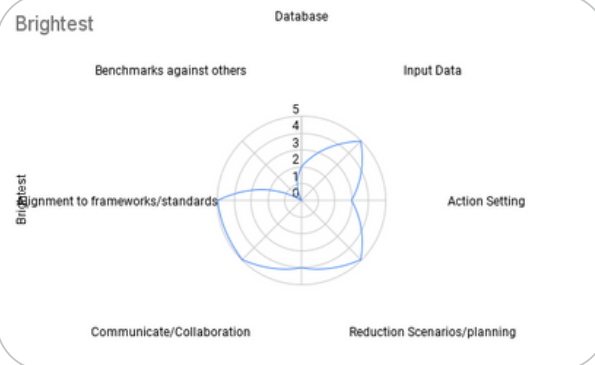 Brightest
Database
Benchmarks against others
Input Data
5
4
3
2
1
0
Brightest
Alignment to frameworks/standards
Action Setting
Communicate/Collaboration
Reduction Scenarios/planning